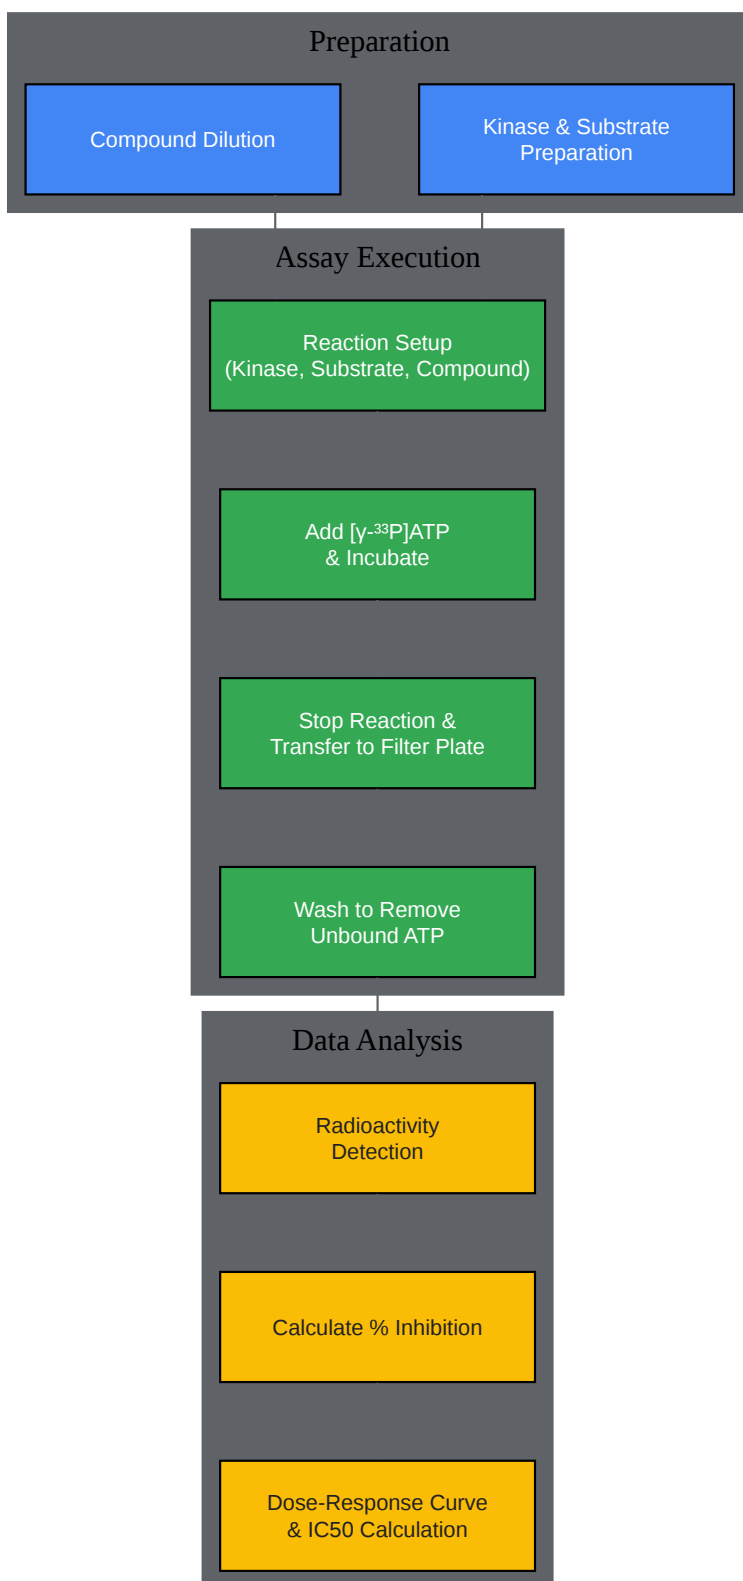 Preparation
Compound Dilution
Kinase & Substrate
Preparation
Assay Execution
Reaction Setup
(Kinase, Substrate, Compound)
Add [γ-³³P]ATP
& Incubate
Stop Reaction &
Transfer to Filter Plate
Wash to Remove
Unbound ATP
Data Analysis
Radioactivity
Detection
Calculate % Inhibition
Dose-Response Curve
& IC50 Calculation